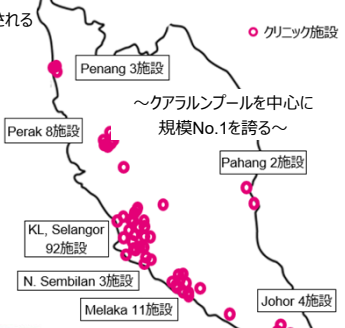 される
クリニック施設
Penang 3施設
～クアラルンプールを中心に
規模No.1を誇る～
Perak 8施設
Pahang 2施設
KL, Selangor
92施設
N. Sembilan 3施設
Melaka 11施設
Johor 4施設